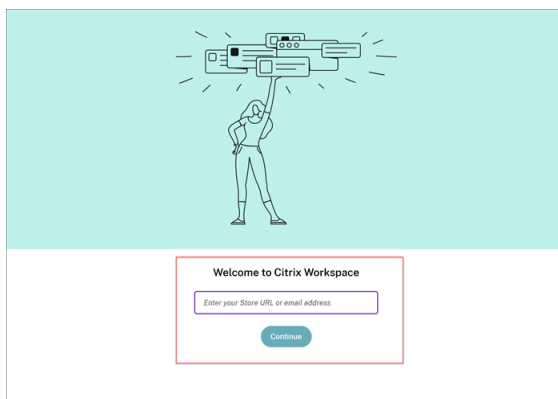 Welcome to Citrix Workspace
Enter your Store URL or email address
Continue